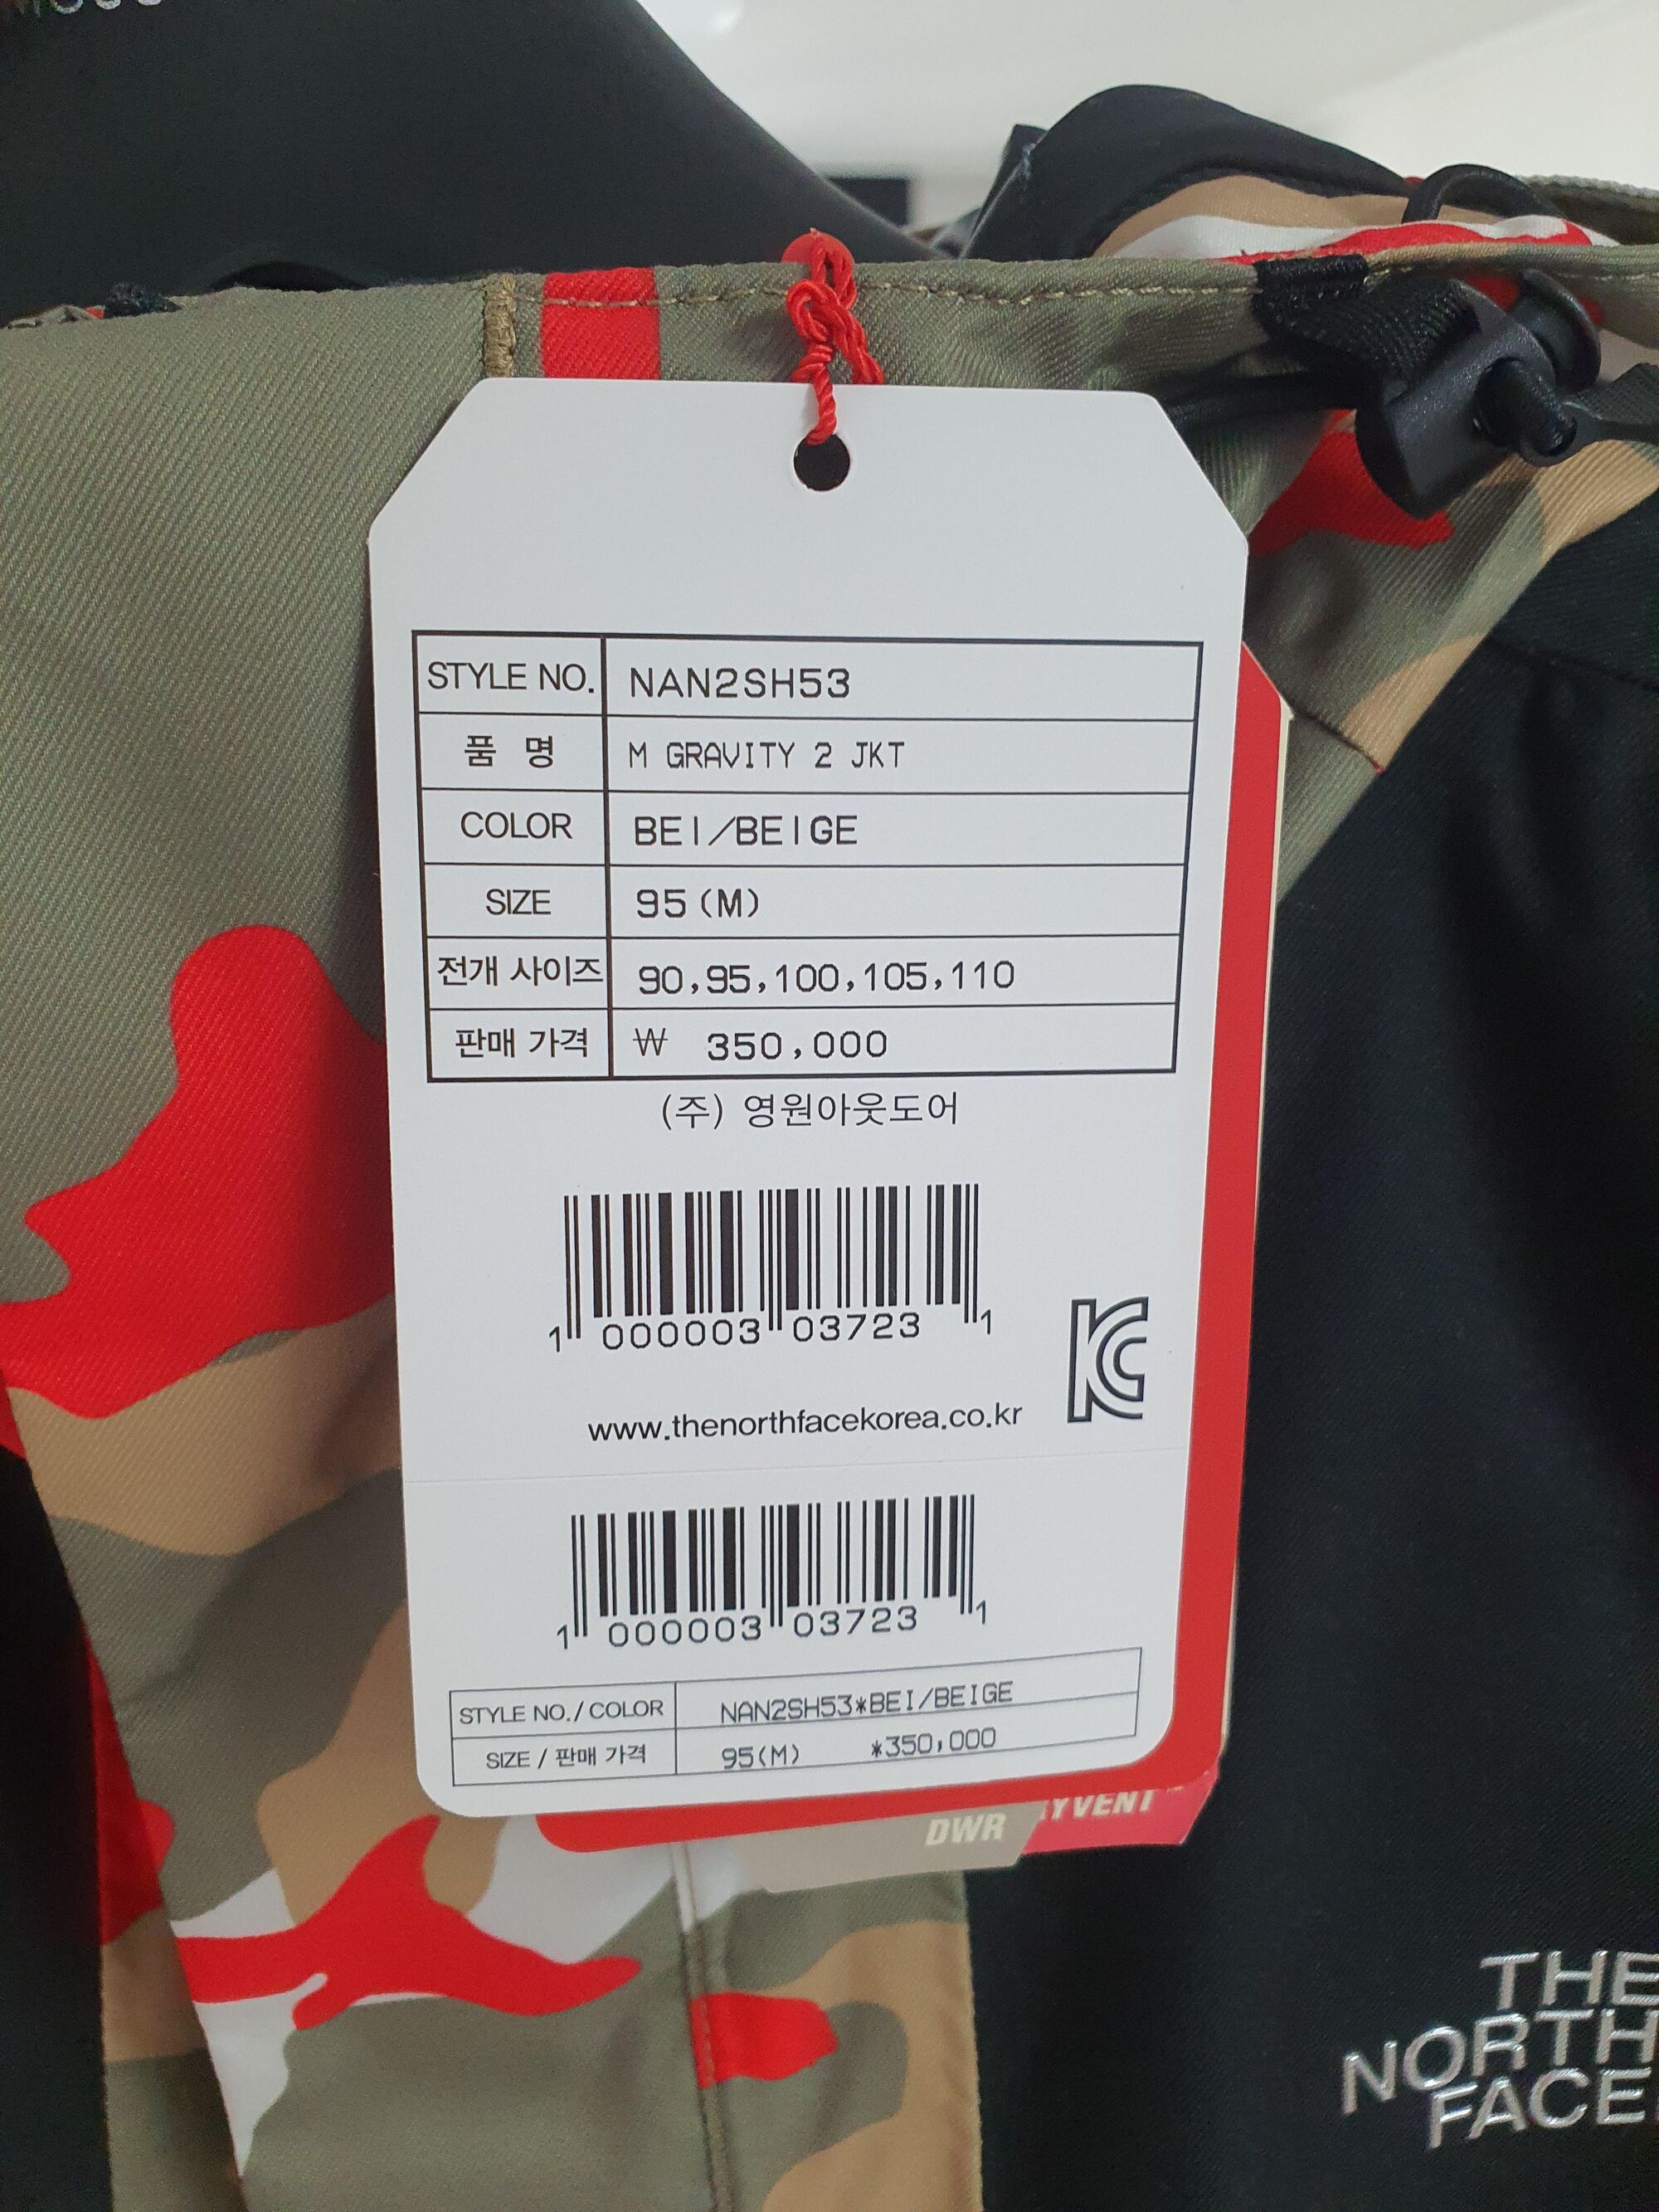 STYLE NO. NAN2SH53
품 명 M GRAVITY 2 JKT
COLOR BEI/BEIGE
SIZE 95(M)
전개 사이즈 90,95,100,105,110
판매 가격 ₩ 350,000
(주) 영원아웃도어
1 000003 03723 1
www.thenorthfacekorea.co.kr
1 000003 03723 1
STYLE NO./COLOR NAN2SH53*BEI/BEIGE
SIZE / 판매 가격 95(M) *350,000
DWR
THE
NORTH
FACE